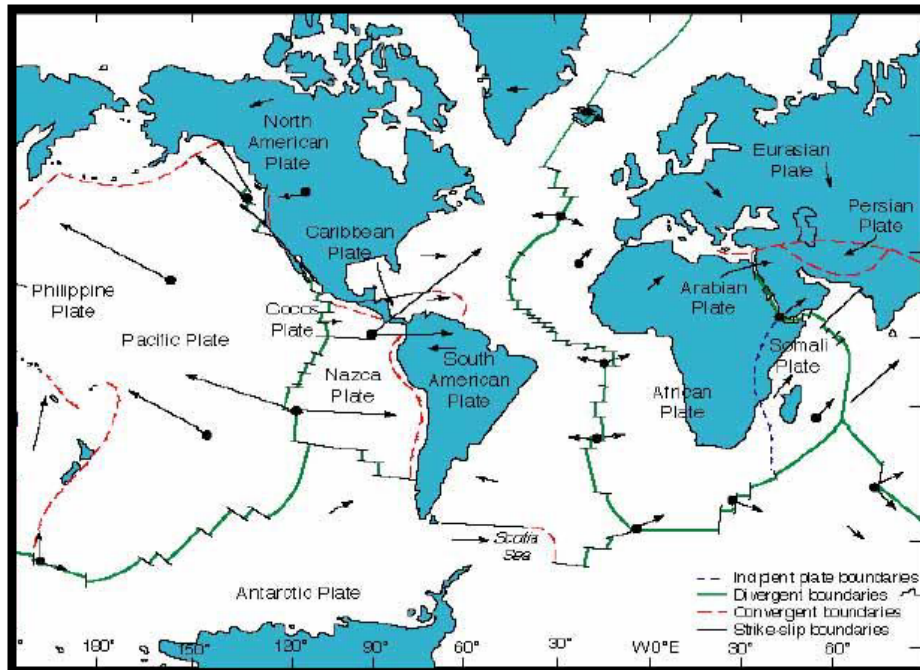 North
American
Plate
Eurasian
Plate
Persian
Plate
Caribbean
Plate
Arabian
Plate
Philippine
Plate
Cocos
Plate
Pacific Plate
Somali
Plate
Nazca
Plate
South
American
Plate
African
Plate
Scotia
Sea
Antarctic Plate
Incipient plate boundaries
Divergent boundaries
Convergent boundaries
Strike-slip boundaries
180° 150° 120° 90° 60° 30° W0°E 30° 60°